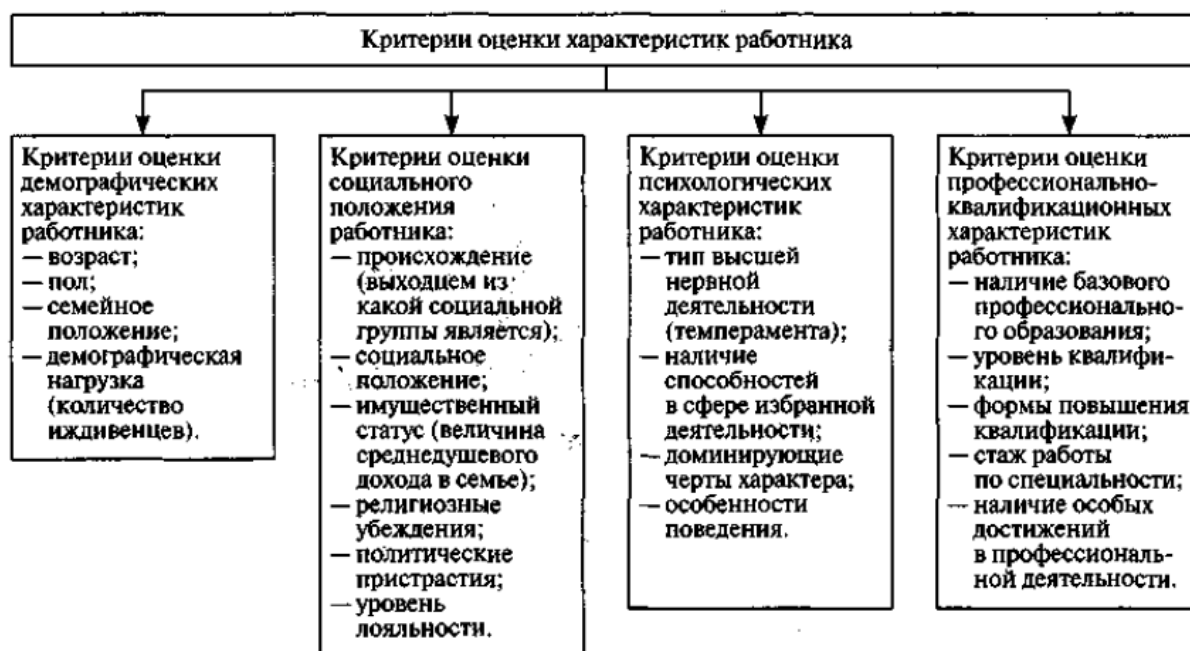 Критерии оценки характеристик работника
Критерии оценки
демографических
характеристик
работника:
— возраст;
— пол;
— семейное
положение;
— демографическая
нагрузка
(количество
иждивенцев).
Критерии оценки
социального
положения
работника:
— происхождение
(выходцем из
какой социальной
группы является);
— социальное
положение;
— имущественный
статус (величина
среднедушевого
дохода в семье);
— религиозные
убеждения;
— политические
пристрастия;
— уровень
лояльности.
Критерии оценки
психологических
характеристик
работника:
— тип высшей
нервной
деятельности
(темперамента);
— наличие
способностей
в сфере избранной
деятельности;
— доминирующие
черты характера;
— особенности
поведения.
Критерии оценки
профессионально-
квалификационных
характеристик
работника:
— наличие базового
профессионально-
го образования;
— уровень квалифи-
кации;
— формы повышения
квалификации;
— стаж работы
по специальности;
— наличие особых
достижений
в профессиональ-
ной деятельности.